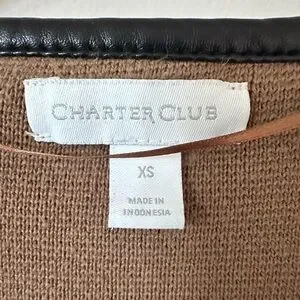 CHARTER CLUB
XS
MADE IN
INDONESIA